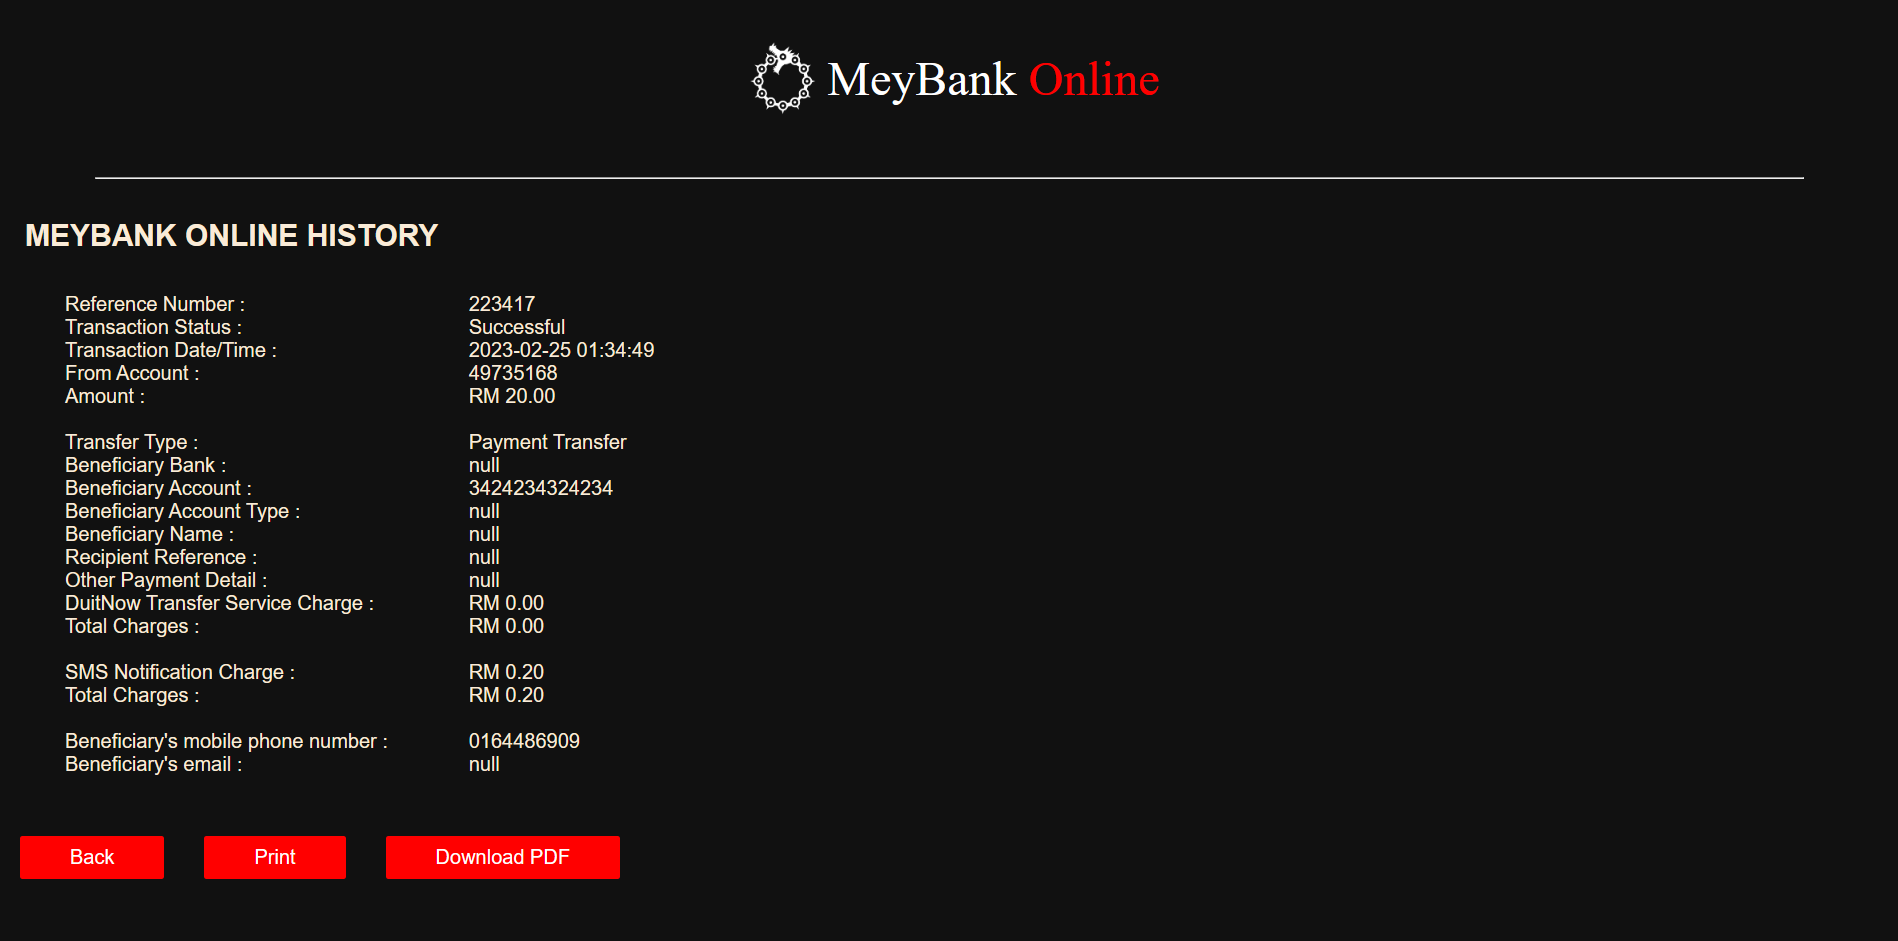 MeyBank Online
MEYBANK ONLINE HISTORY
Reference Number : 223417
Transaction Status : Successful
Transaction Date/Time : 2023-02-25 01:34:49
From Account : 49735168
Amount : RM 20.00
Transfer Type : Payment Transfer
Beneficiary Bank : null
Beneficiary Account : 3424234324234
Beneficiary Account Type : null
Beneficiary Name : null
Recipient Reference : null
Other Payment Detail : null
DuitNow Transfer Service Charge : RM 0.00
Total Charges : RM 0.00
SMS Notification Charge : RM 0.20
Total Charges : RM 0.20
Beneficiary's mobile phone number : 0164486909
Beneficiary's email : null
Back Print Download PDF